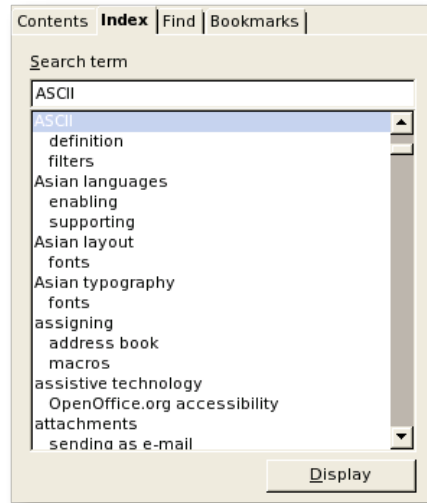 Contents Index Find Bookmarks
Search term
ASCII
ASCII
definition
filters
Asian languages
enabling
supporting
Asian layout
fonts
Asian typography
fonts
assigning
address book
macros
assistive technology
OpenOffice.org accessibility
attachments
sending as e-mail
Display